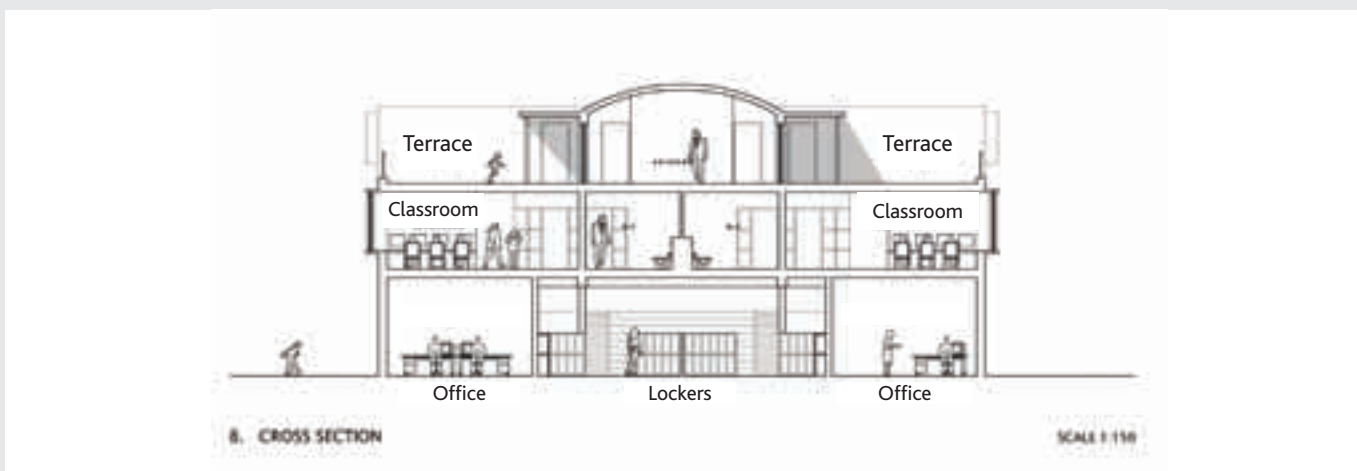 Terrace
Terrace
Classroom
Classroom
Office
Lockers
Office
8. CROSS SECTION
SCALE 1:150